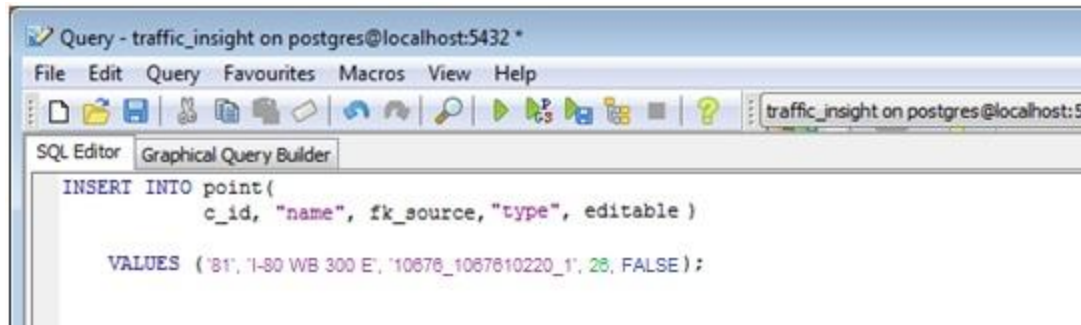 Query - traffic_insight on postgres@localhost:5432 *
File Edit Query Favourites Macros View Help
traffic_insight on postgres@localhost:5
SQL Editor Graphical Query Builder
INSERT INTO point(
c_id, "name", fk_source,"type", editable )
VALUES ('81', 'I-80 WB 300 E', '10676_1067610220_1', 26, FALSE);